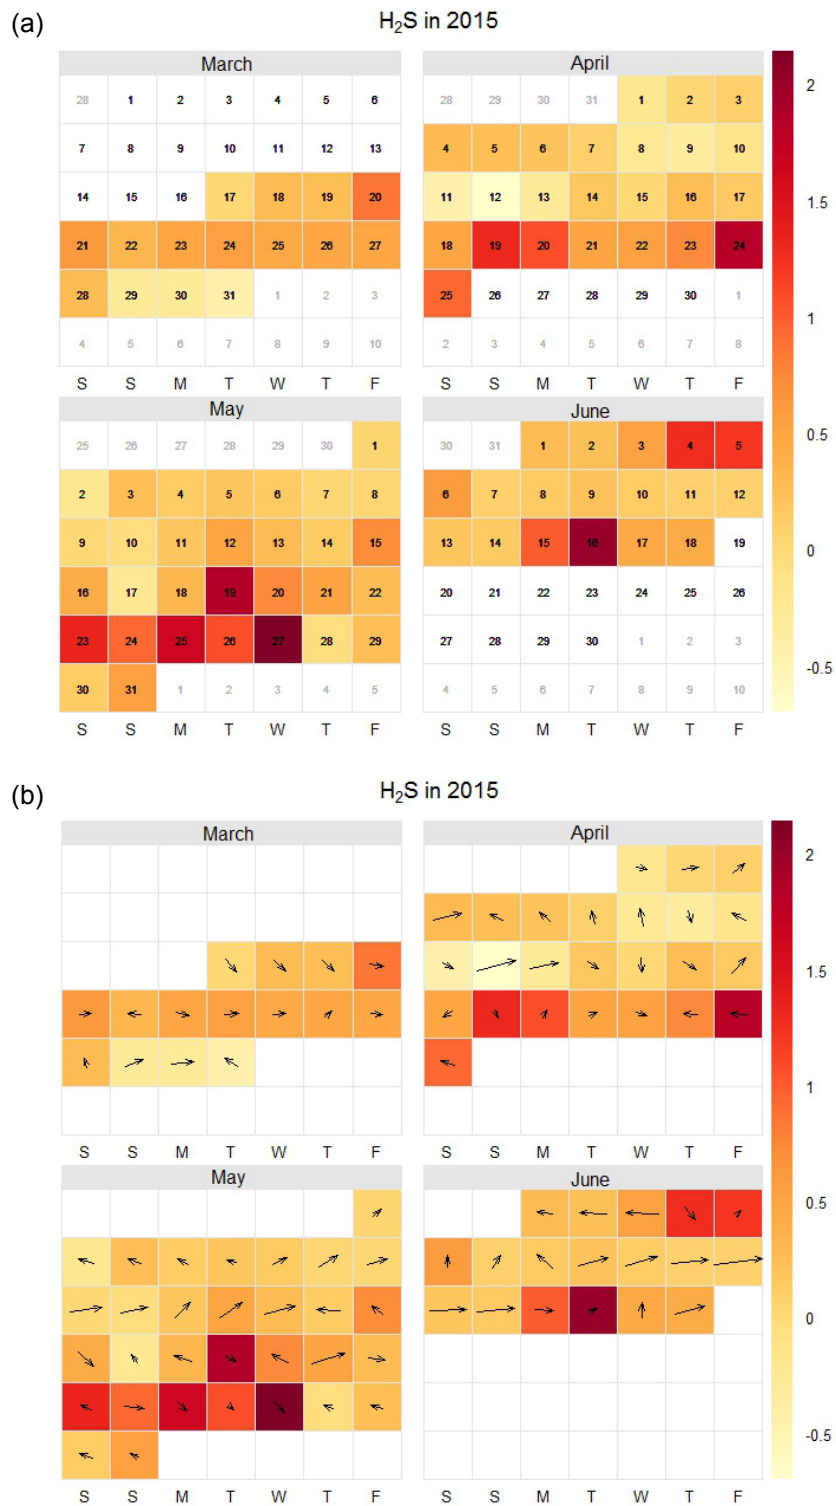 (a)
H₂S in 2015
March
28 1 2 3 4 5 6
7 8 9 10 11 12 13
14 15 16 17 18 19 20
21 22 23 24 25 26 27
28 29 30 31 1 2 3
4 5 6 7 8 9 10
S S M T W T F
April
28 29 30 31 1 2 3
4 5 6 7 8 9 10
11 12 13 14 15 16 17
18 19 20 21 22 23 24
25 26 27 28 29 30 1
2 3 4 5 6 7 8
S S M T W T F
May
25 26 27 28 29 30 1
2 3 4 5 6 7 8
9 10 11 12 13 14 15
16 17 18 19 20 21 22
23 24 25 26 27 28 29
30 31 1 2 3 4 5
S S M T W T F
June
30 31 1 2 3 4 5
6 7 8 9 10 11 12
13 14 15 16 17 18 19
20 21 22 23 24 25 26
27 28 29 30 1 2 3
4 5 6 7 8 9 10
S S M T W T F
2
1.5
1
0.5
0
-0.5
(b)
H₂S in 2015
March
S S M T W T F
April
S S M T W T F
May
S S M T W T F
June
S S M T W T F
2
1.5
1
0.5
0
-0.5